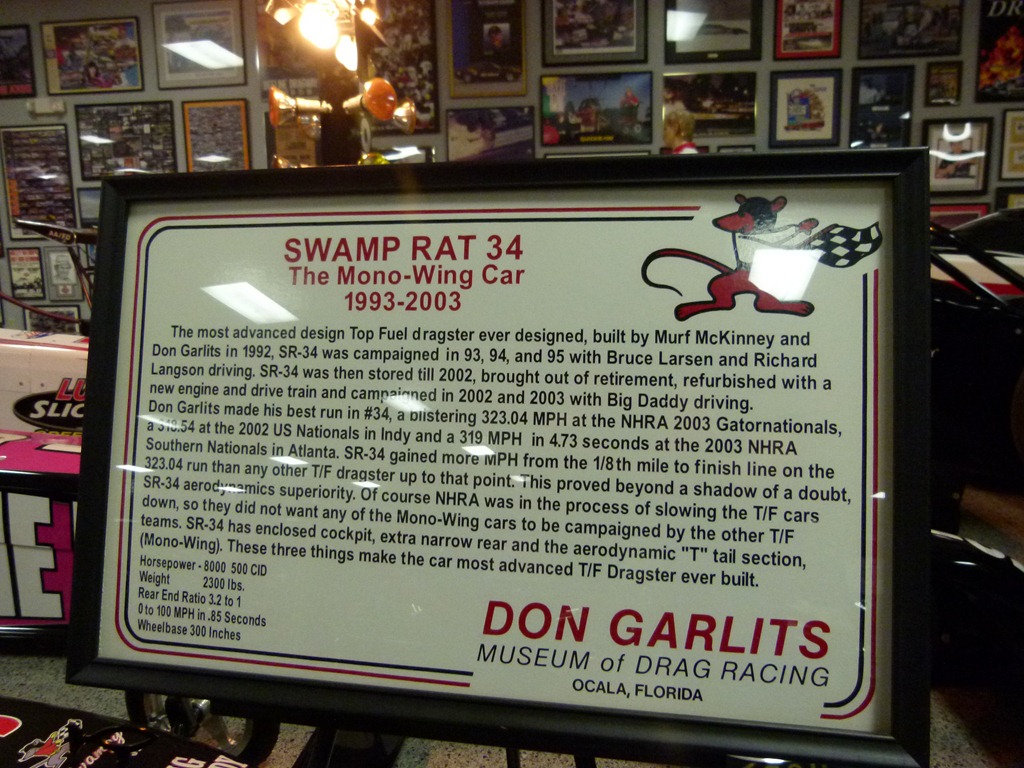 SWAMP RAT 34
The Mono-Wing Car
1993-2003
The most advanced design Top Fuel dragster ever designed, built by Murf McKinney and
Don Garlits in 1992, SR-34 was campaigned in 93, 94, and 95 with Bruce Larsen and Richard
Langson driving. SR-34 was then stored till 2002, brought out of retirement, refurbished with a
new engine and drive train and campaigned in 2002 and 2003 with Big Daddy driving.
Don Garlits made his best run in #34, a blistering 323.04 MPH at the NHRA 2003 Gatornationals,
a 318.54 at the 2002 US Nationals in Indy and a 319 MPH in 4.73 seconds at the 2003 NHRA
Southern Nationals in Atlanta. SR-34 gained more MPH from the 1/8th mile to finish line on the
323.04 run than any other T/F dragster up to that point. This proved beyond a shadow of a doubt,
SR-34 aerodynamics superiority. Of course NHRA was in the process of slowing the T/F cars
down, so they did not want any of the Mono-Wing cars to be campaigned by the other T/F
teams. SR-34 has enclosed cockpit, extra narrow rear and the aerodynamic "T" tail section,
(Mono-Wing). These three things make the car most advanced T/F Dragster ever built.
Horsepower - 8000 500 CID
Weight 2300 lbs.
Rear End Ratio 3.2 to 1
0 to 100 MPH in .85 Seconds
Wheelbase 300 Inches
DON GARLITS
MUSEUM of DRAG RACING
OCALA, FLORIDA